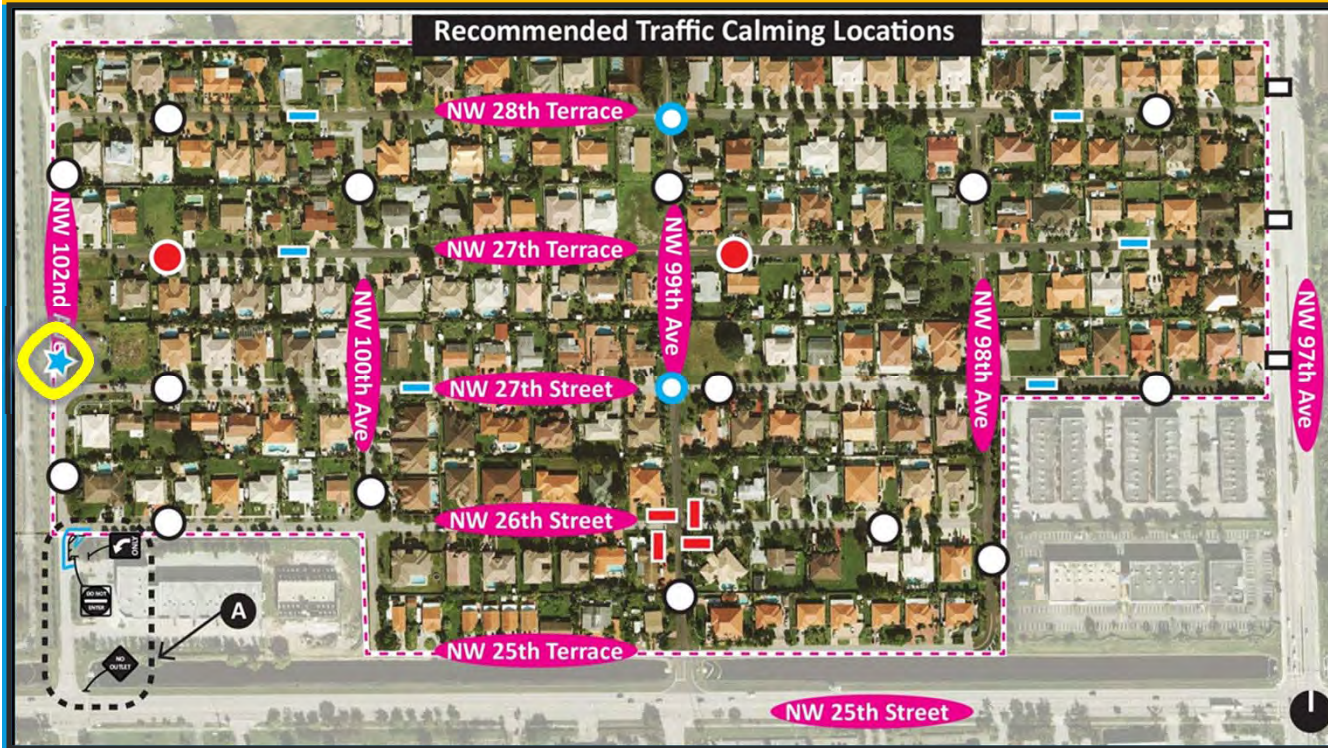 Recommended Traffic Calming Locations
NW 28th Terrace
NW 102nd
NW 99th Ave
NW 27th Terrace
NW 100th Ave
NW 98th Ave
NW 97th Ave
NW 27th Street
NW 26th Street
ONLY
DO NOT
ENTER
A
NO
OUTLET
NW 25th Terrace
NW 25th Street